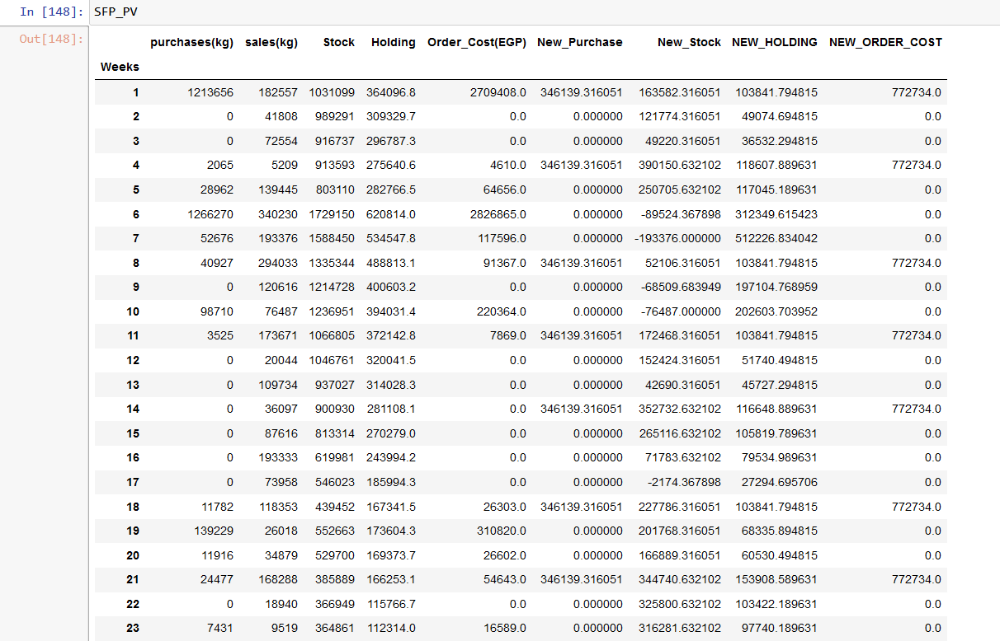 In [148]: SFP_PV
Out[148]:
purchases(kg) sales(kg) Stock Holding Order_Cost(EGP) New_Purchase New_Stock NEW_HOLDING NEW_ORDER_COST
Weeks
1 1213656 182557 1031099 364096.8 2709408.0 346139.316051 163582.316051 103841.794815 772734.0
2 0 41808 989291 309329.7 0.0 0.000000 121774.316051 49074.694815 0.0
3 0 72554 916737 296787.3 0.0 0.000000 49220.316051 36532.294815 0.0
4 2065 5209 913593 275640.6 4610.0 346139.316051 390150.632102 118607.889631 772734.0
5 28962 139445 803110 282766.5 64656.0 0.000000 250705.632102 117045.189631 0.0
6 1266270 340230 1729150 620814.0 2826865.0 0.000000 -89524.367898 312349.615423 0.0
7 52676 193376 1588450 534547.8 117596.0 0.000000 -193376.000000 512226.834042 0.0
8 40927 294033 1335344 488813.1 91367.0 346139.316051 52106.316051 103841.794815 772734.0
9 0 120616 1214728 400603.2 0.0 0.000000 -68509.683949 197104.768959 0.0
10 98710 76487 1236951 394031.4 220364.0 0.000000 -76487.000000 202603.703952 0.0
11 3525 173671 1066805 372142.8 7869.0 346139.316051 172468.316051 103841.794815 772734.0
12 0 20044 1046761 320041.5 0.0 0.000000 152424.316051 51740.494815 0.0
13 0 109734 937027 314028.3 0.0 0.000000 42690.316051 45727.294815 0.0
14 0 36097 900930 281108.1 0.0 346139.316051 352732.632102 116648.889631 772734.0
15 0 87616 813314 270279.0 0.0 0.000000 265116.632102 105819.789631 0.0
16 0 193333 619981 243994.2 0.0 0.000000 71783.632102 79534.989631 0.0
17 0 73958 546023 185994.3 0.0 0.000000 -2174.367898 27294.695706 0.0
18 11782 118353 439452 167341.5 26303.0 346139.316051 227786.316051 103841.794815 772734.0
19 139229 26018 552663 173604.3 310820.0 0.000000 201768.316051 68335.894815 0.0
20 11916 34879 529700 169373.7 26602.0 0.000000 166889.316051 60530.494815 0.0
21 24477 168288 385889 166253.1 54643.0 346139.316051 344740.632102 153908.589631 772734.0
22 0 18940 366949 115766.7 0.0 0.000000 325800.632102 103422.189631 0.0
23 7431 9519 364861 112314.0 16589.0 0.000000 316281.632102 97740.189631 0.0